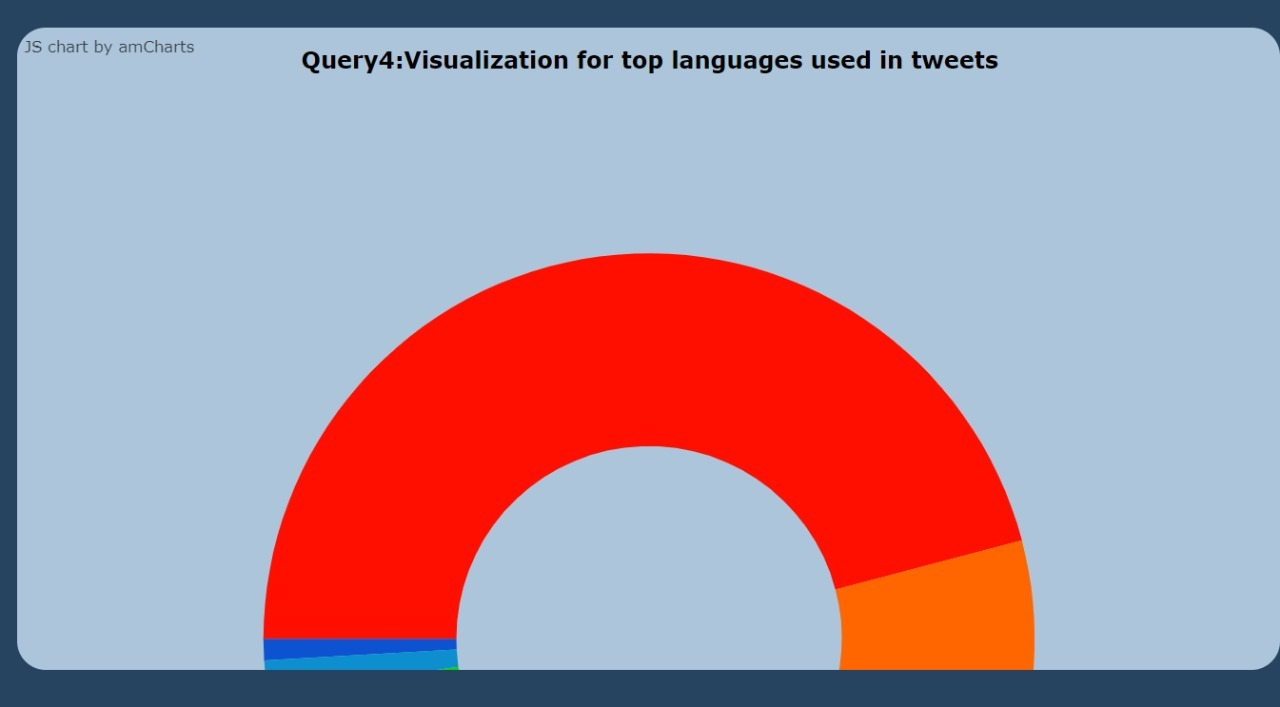 JS chart by amCharts
Query4:Visualization for top languages used in tweets